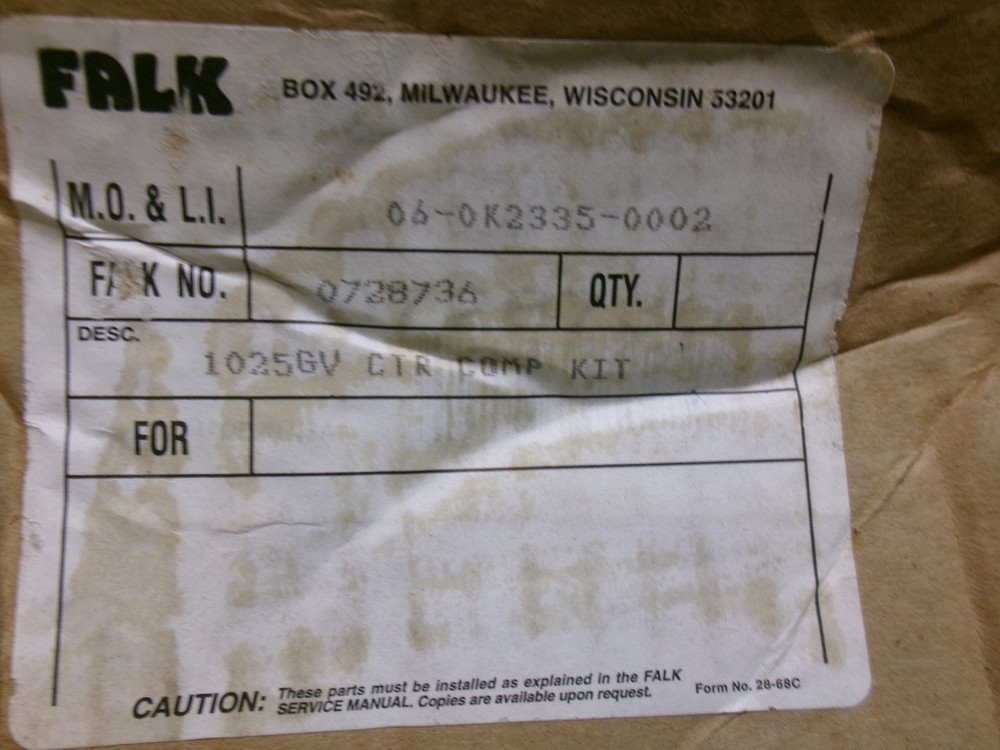 FALK
BOX 492, MILWAUKEE, WISCONSIN 53201
M.O. & L.I. 06-0K2335-0002
FA K NO. 0728736 QTY.
DESC.
1025GV CTR COMP KIT
FOR
CAUTION: These parts must be installed as explained in the FALK
SERVICE MANUAL. Copies are available upon request.
Form No. 28-68C